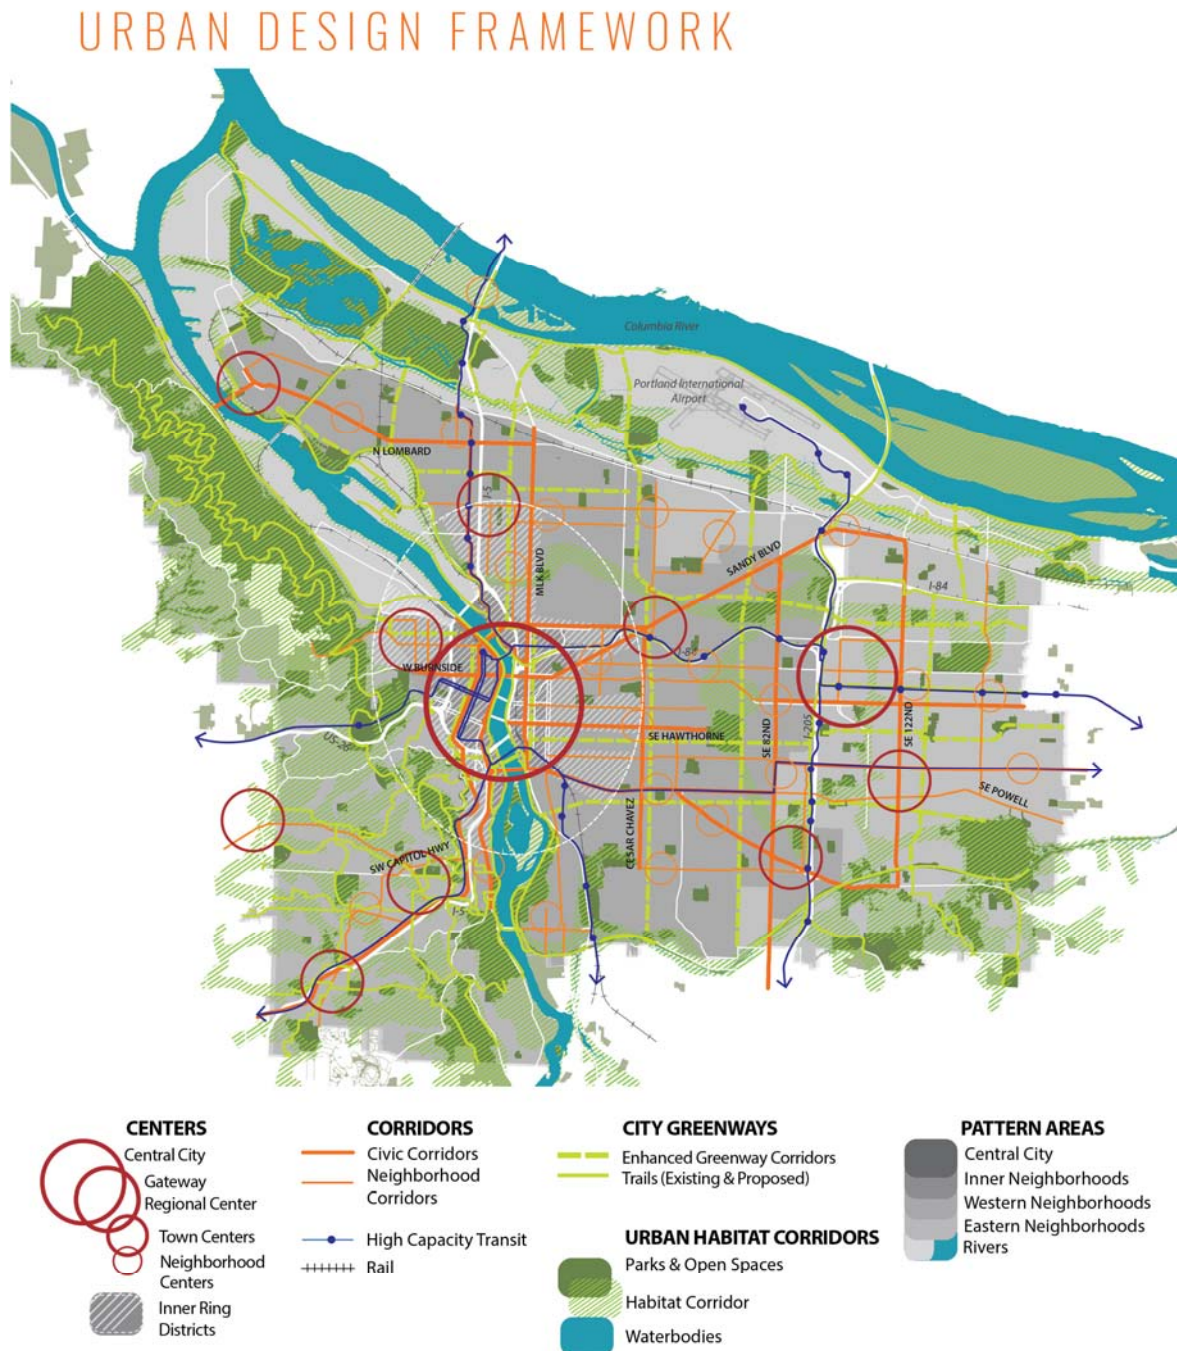 URBAN DESIGN FRAMEWORK
Columbia River
Portland International
Airport
N LOMBARD
I-5
MLK BLVD
SANDY BLVD
I-84
I-84
W BURNSIDE
US-26
SE HAWTHORNE
SE 82ND
I-205
SE 122ND
CESAR CHAVEZ
SE POWELL
SW CAPITOL HWY
I-5
CENTERS
Central City
Gateway
Regional Center
Town Centers
Neighborhood
Centers
Inner Ring
Districts
CORRIDORS
Civic Corridors
Neighborhood
Corridors
High Capacity Transit
Rail
CITY GREENWAYS
Enhanced Greenway Corridors
Trails (Existing & Proposed)
URBAN HABITAT CORRIDORS
Parks & Open Spaces
Habitat Corridor
Waterbodies
PATTERN AREAS
Central City
Inner Neighborhoods
Western Neighborhoods
Eastern Neighborhoods
Rivers